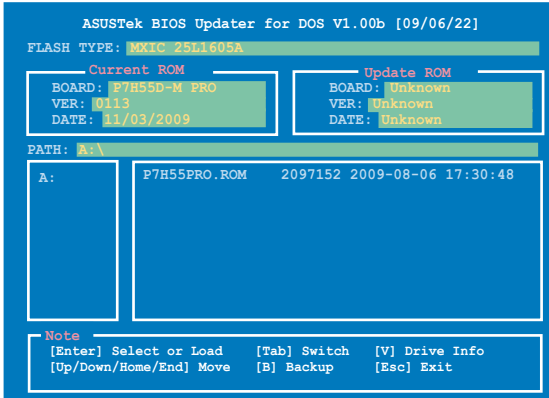 ASUSTek BIOS Updater for DOS V1.00b [09/06/22]
FLASH TYPE: MXIC 25L1605A
Current ROM
BOARD: P7H55D-M PRO
VER: 0113
DATE: 11/03/2009
Update ROM
BOARD: Unknown
VER: Unknown
DATE: Unknown
PATH: A:\
A:
P7H55PRO.ROM 2097152 2009-08-06 17:30:48
Note
[Enter] Select or Load [Tab] Switch [V] Drive Info
[Up/Down/Home/End] Move [B] Backup [Esc] Exit